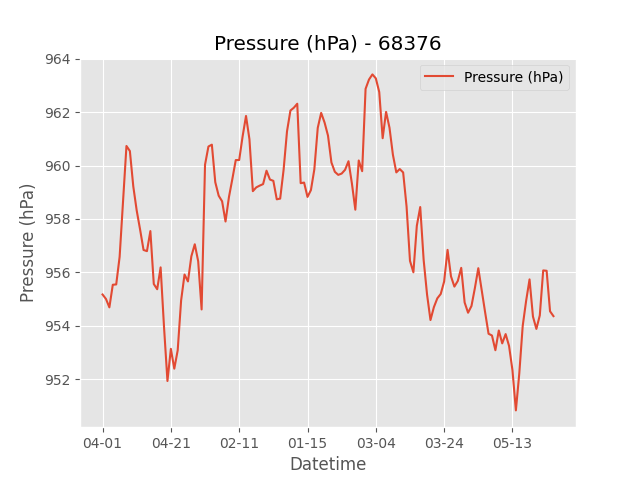 Pressure (hPa) - 68376
Pressure (hPa)
Pressure (hPa)
964
962
960
958
956
954
952
04-01 04-21 02-11 01-15 03-04 03-24 05-13
Datetime